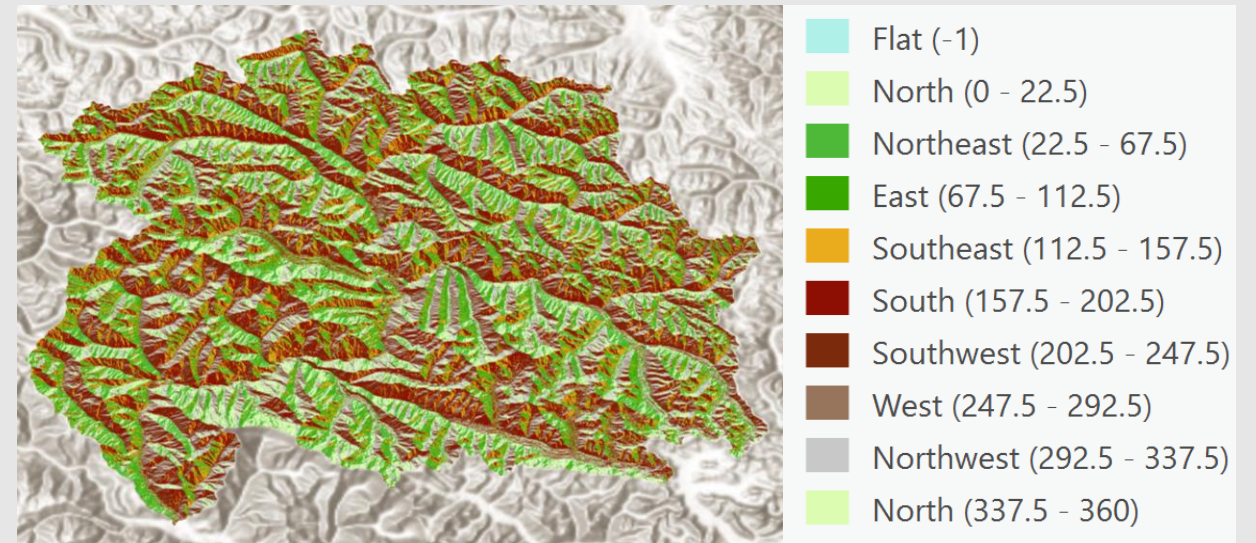 Flat (-1)
North (0 - 22.5)
Northeast (22.5 - 67.5)
East (67.5 - 112.5)
Southeast (112.5 - 157.5)
South (157.5 - 202.5)
Southwest (202.5 - 247.5)
West (247.5 - 292.5)
Northwest (292.5 - 337.5)
North (337.5 - 360)